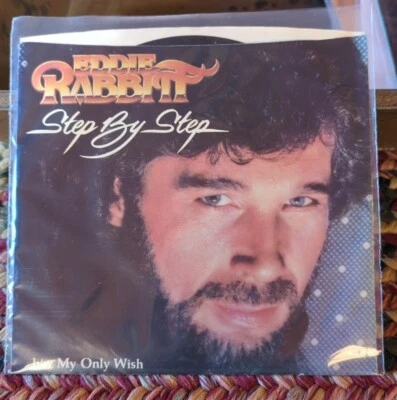 EDDIE
RABBITT
Step By Step
My Only Wish